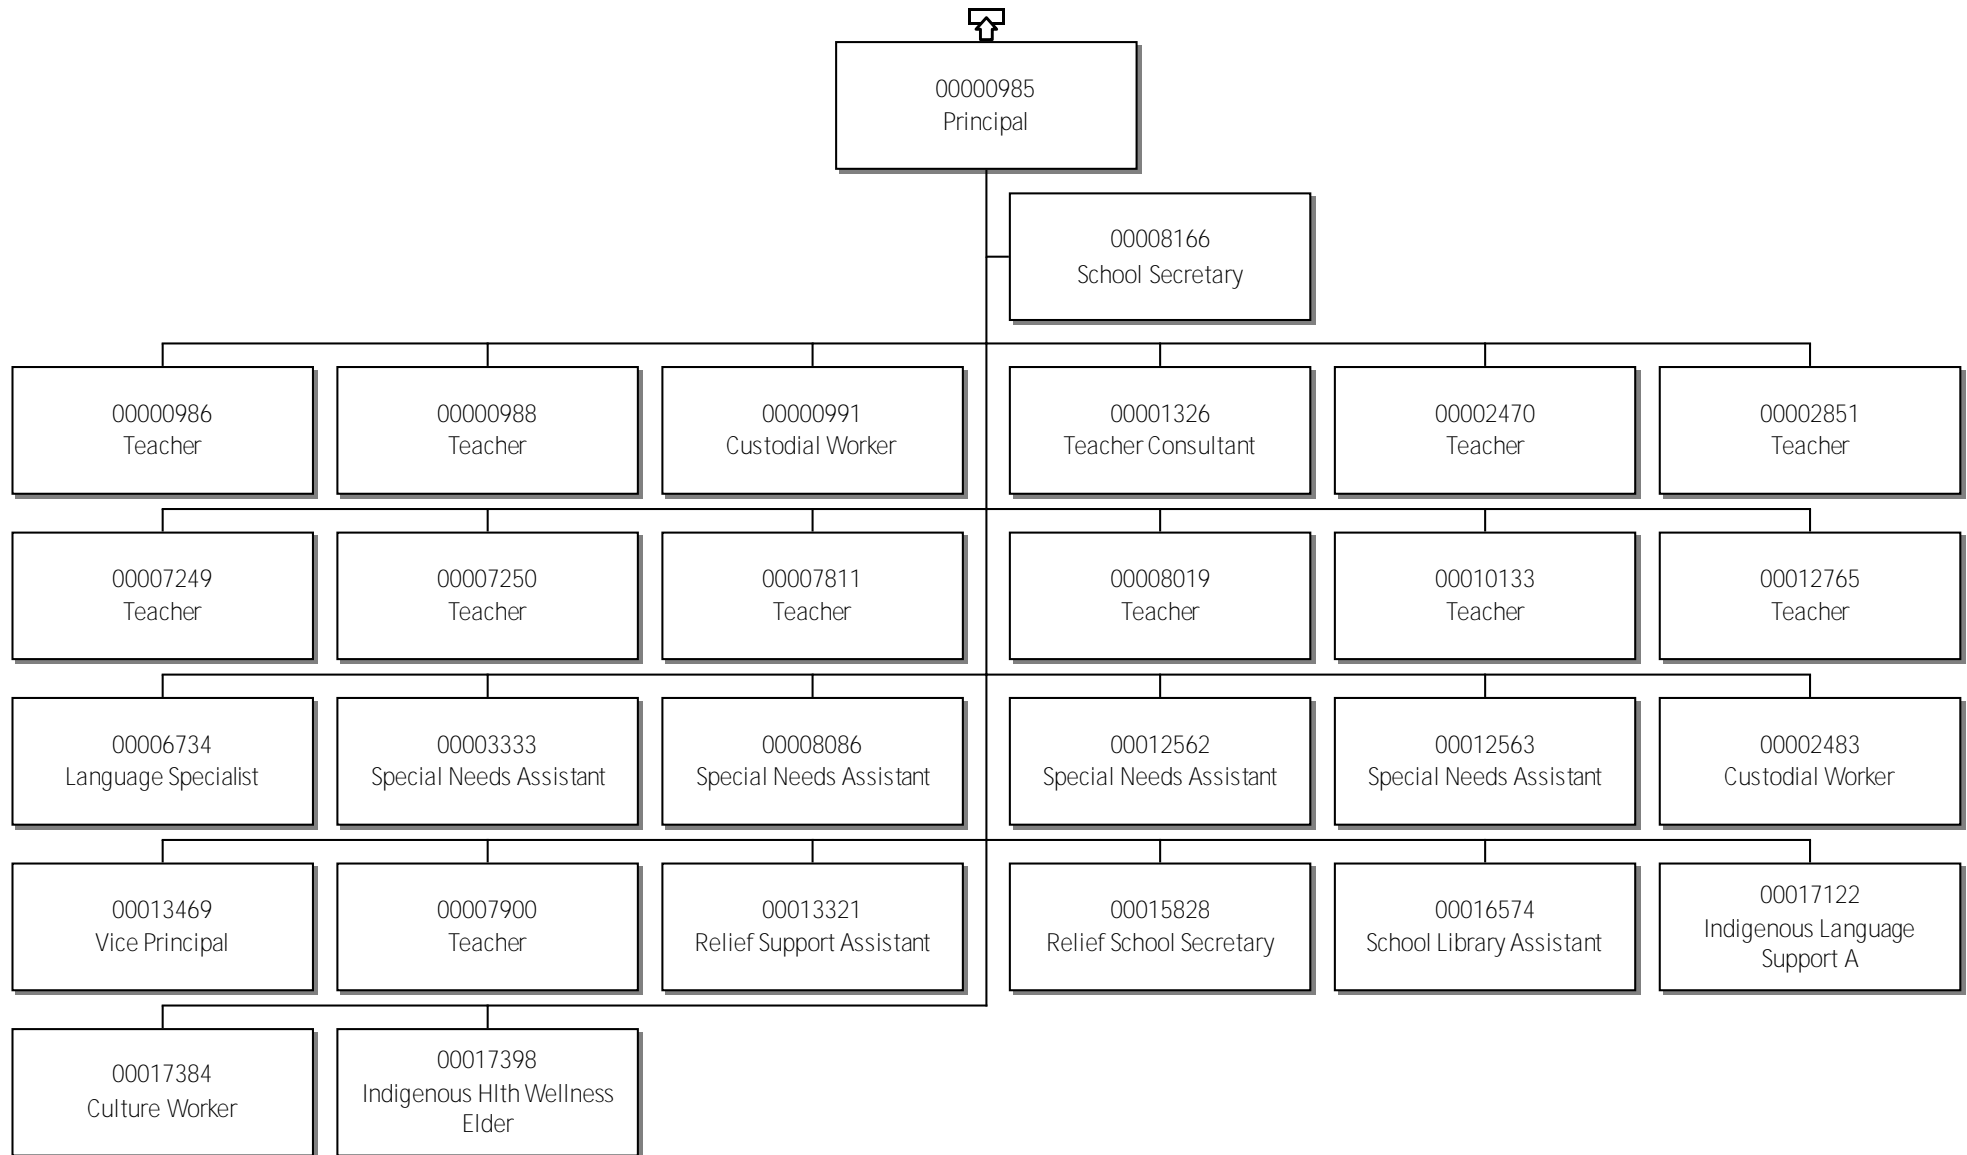 00000985
Principal
00008166
School Secretary
00000986
Teacher
00000988
Teacher
00000991
Custodial Worker
00001326
Teacher Consultant
00002470
Teacher
00002851
Teacher
00007249
Teacher
00007250
Teacher
00007811
Teacher
00008019
Teacher
00010133
Teacher
00012765
Teacher
00006734
Language Specialist
00003333
Special Needs Assistant
00008086
Special Needs Assistant
00012562
Special Needs Assistant
00012563
Special Needs Assistant
00002483
Custodial Worker
00013469
Vice Principal
00007900
Teacher
00013321
Relief Support Assistant
00015828
Relief School Secretary
00016574
School Library Assistant
00017122
Indigenous Language
Support A
00017384
Culture Worker
00017398
Indigenous Hlth Wellness
Elder